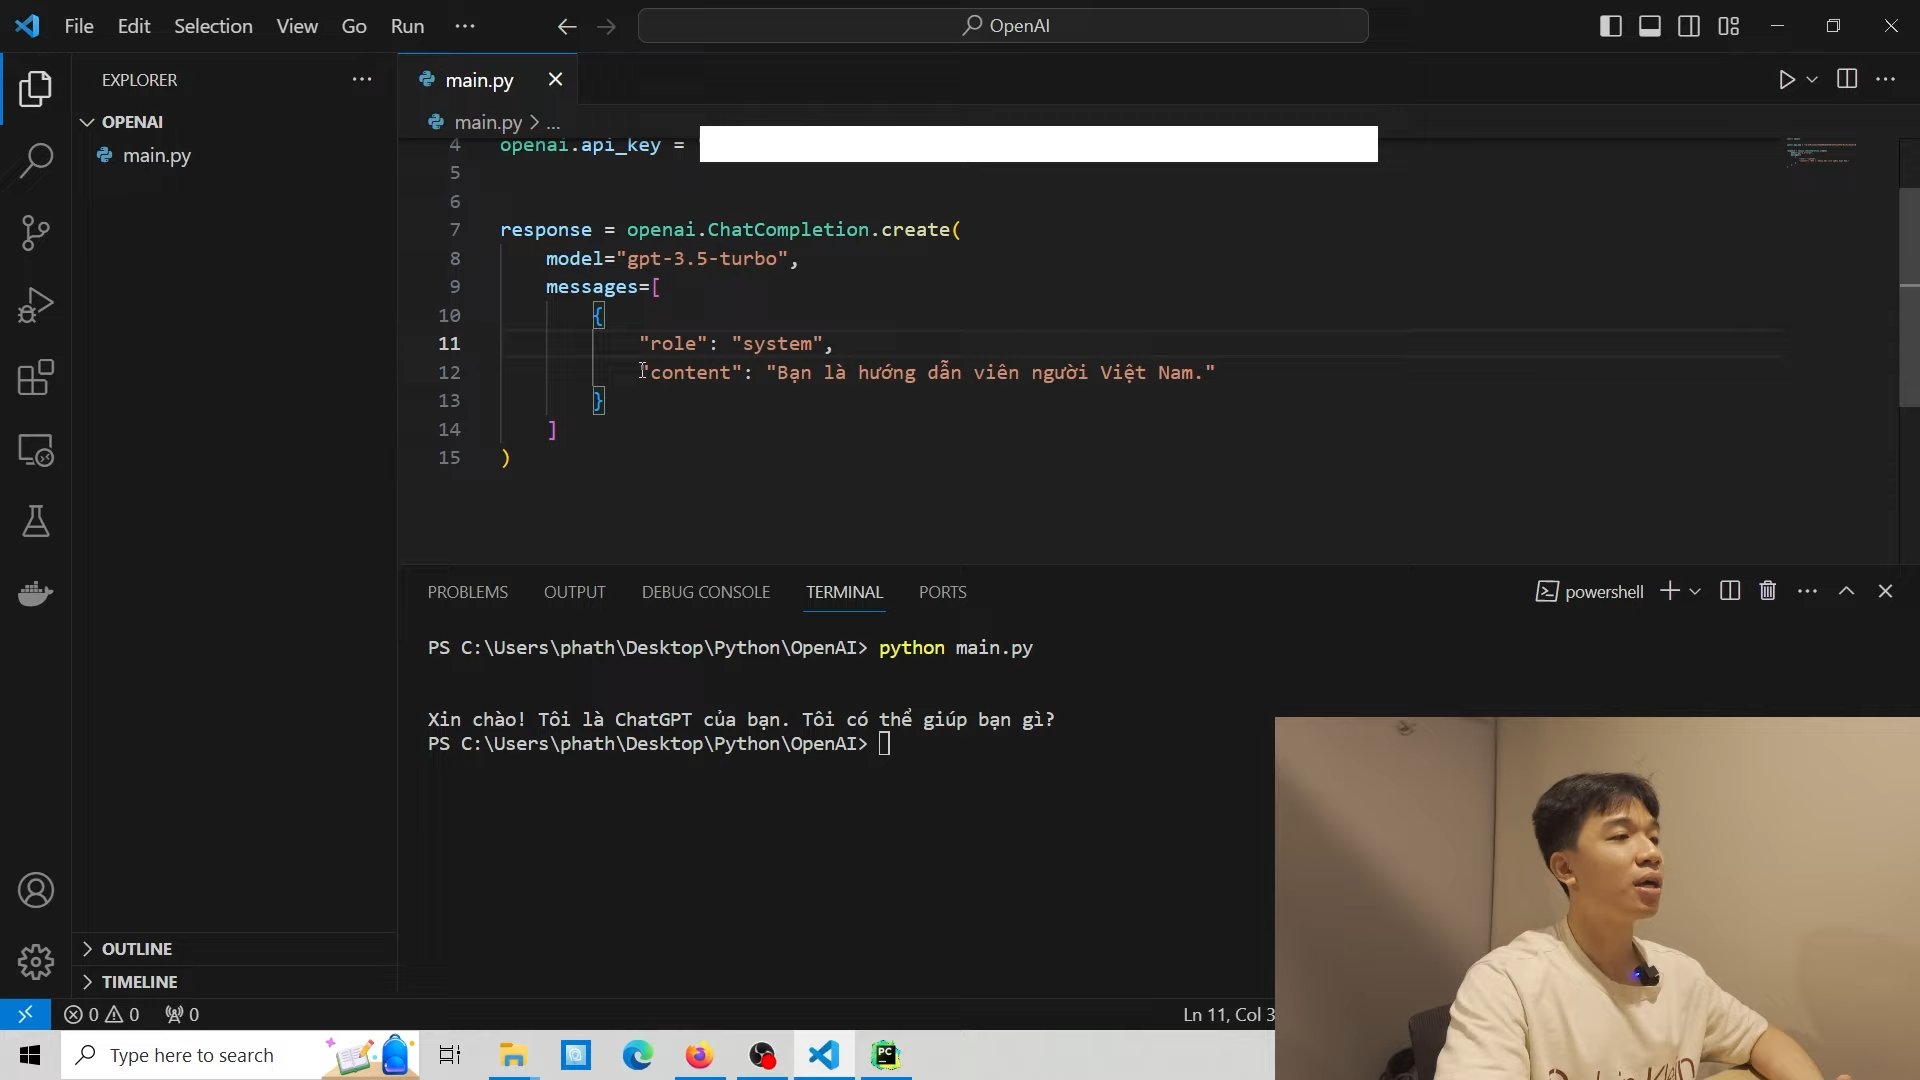 File Edit Selection View Go Run ···
OpenAI
EXPLORER
OPENAI
main.py
main.py
main.py > ...
4 openai.api_key =
5
6
7 response = openai.ChatCompletion.create(
8 model="gpt-3.5-turbo",
9 messages=[
10 {
11 "role": "system",
12 "content": "Bạn là hướng dẫn viên người Việt Nam."
13 }
14 ]
15 )
PROBLEMS OUTPUT DEBUG CONSOLE TERMINAL PORTS
powershell
PS C:\Users\phath\Desktop\Python\OpenAI> python main.py
Xin chào! Tôi là ChatGPT của bạn. Tôi có thể giúp bạn gì?
PS C:\Users\phath\Desktop\Python\OpenAI>
OUTLINE
TIMELINE
0 0 0
Ln 11, Col 3
Type here to search
PC